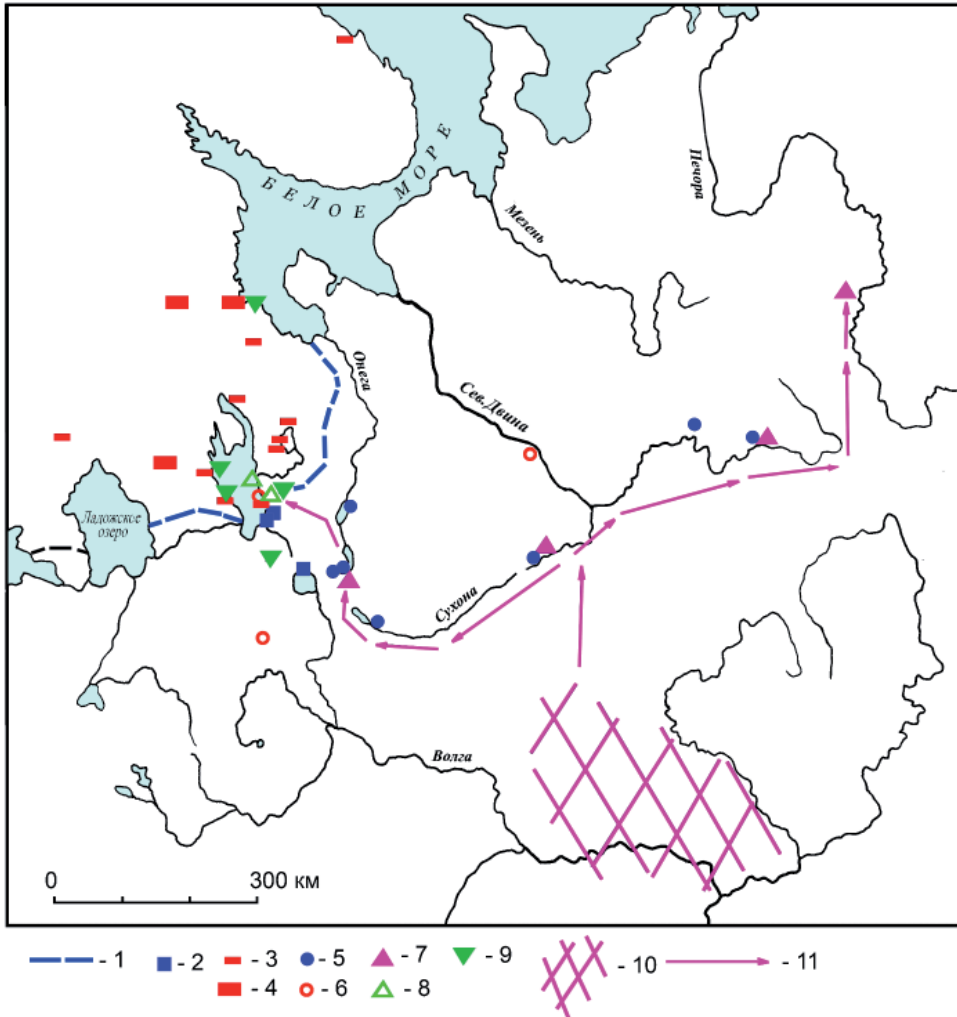 БЕЛОЕ МОРЕ
Печора
Мезень
Онега
Сев. Двина
Ладожское
озеро
Сухона
Волга
0 300 км
- 1 - 2 - 3 - 5 - 7 - 9 - 10 - 11
- 4 - 6 - 8